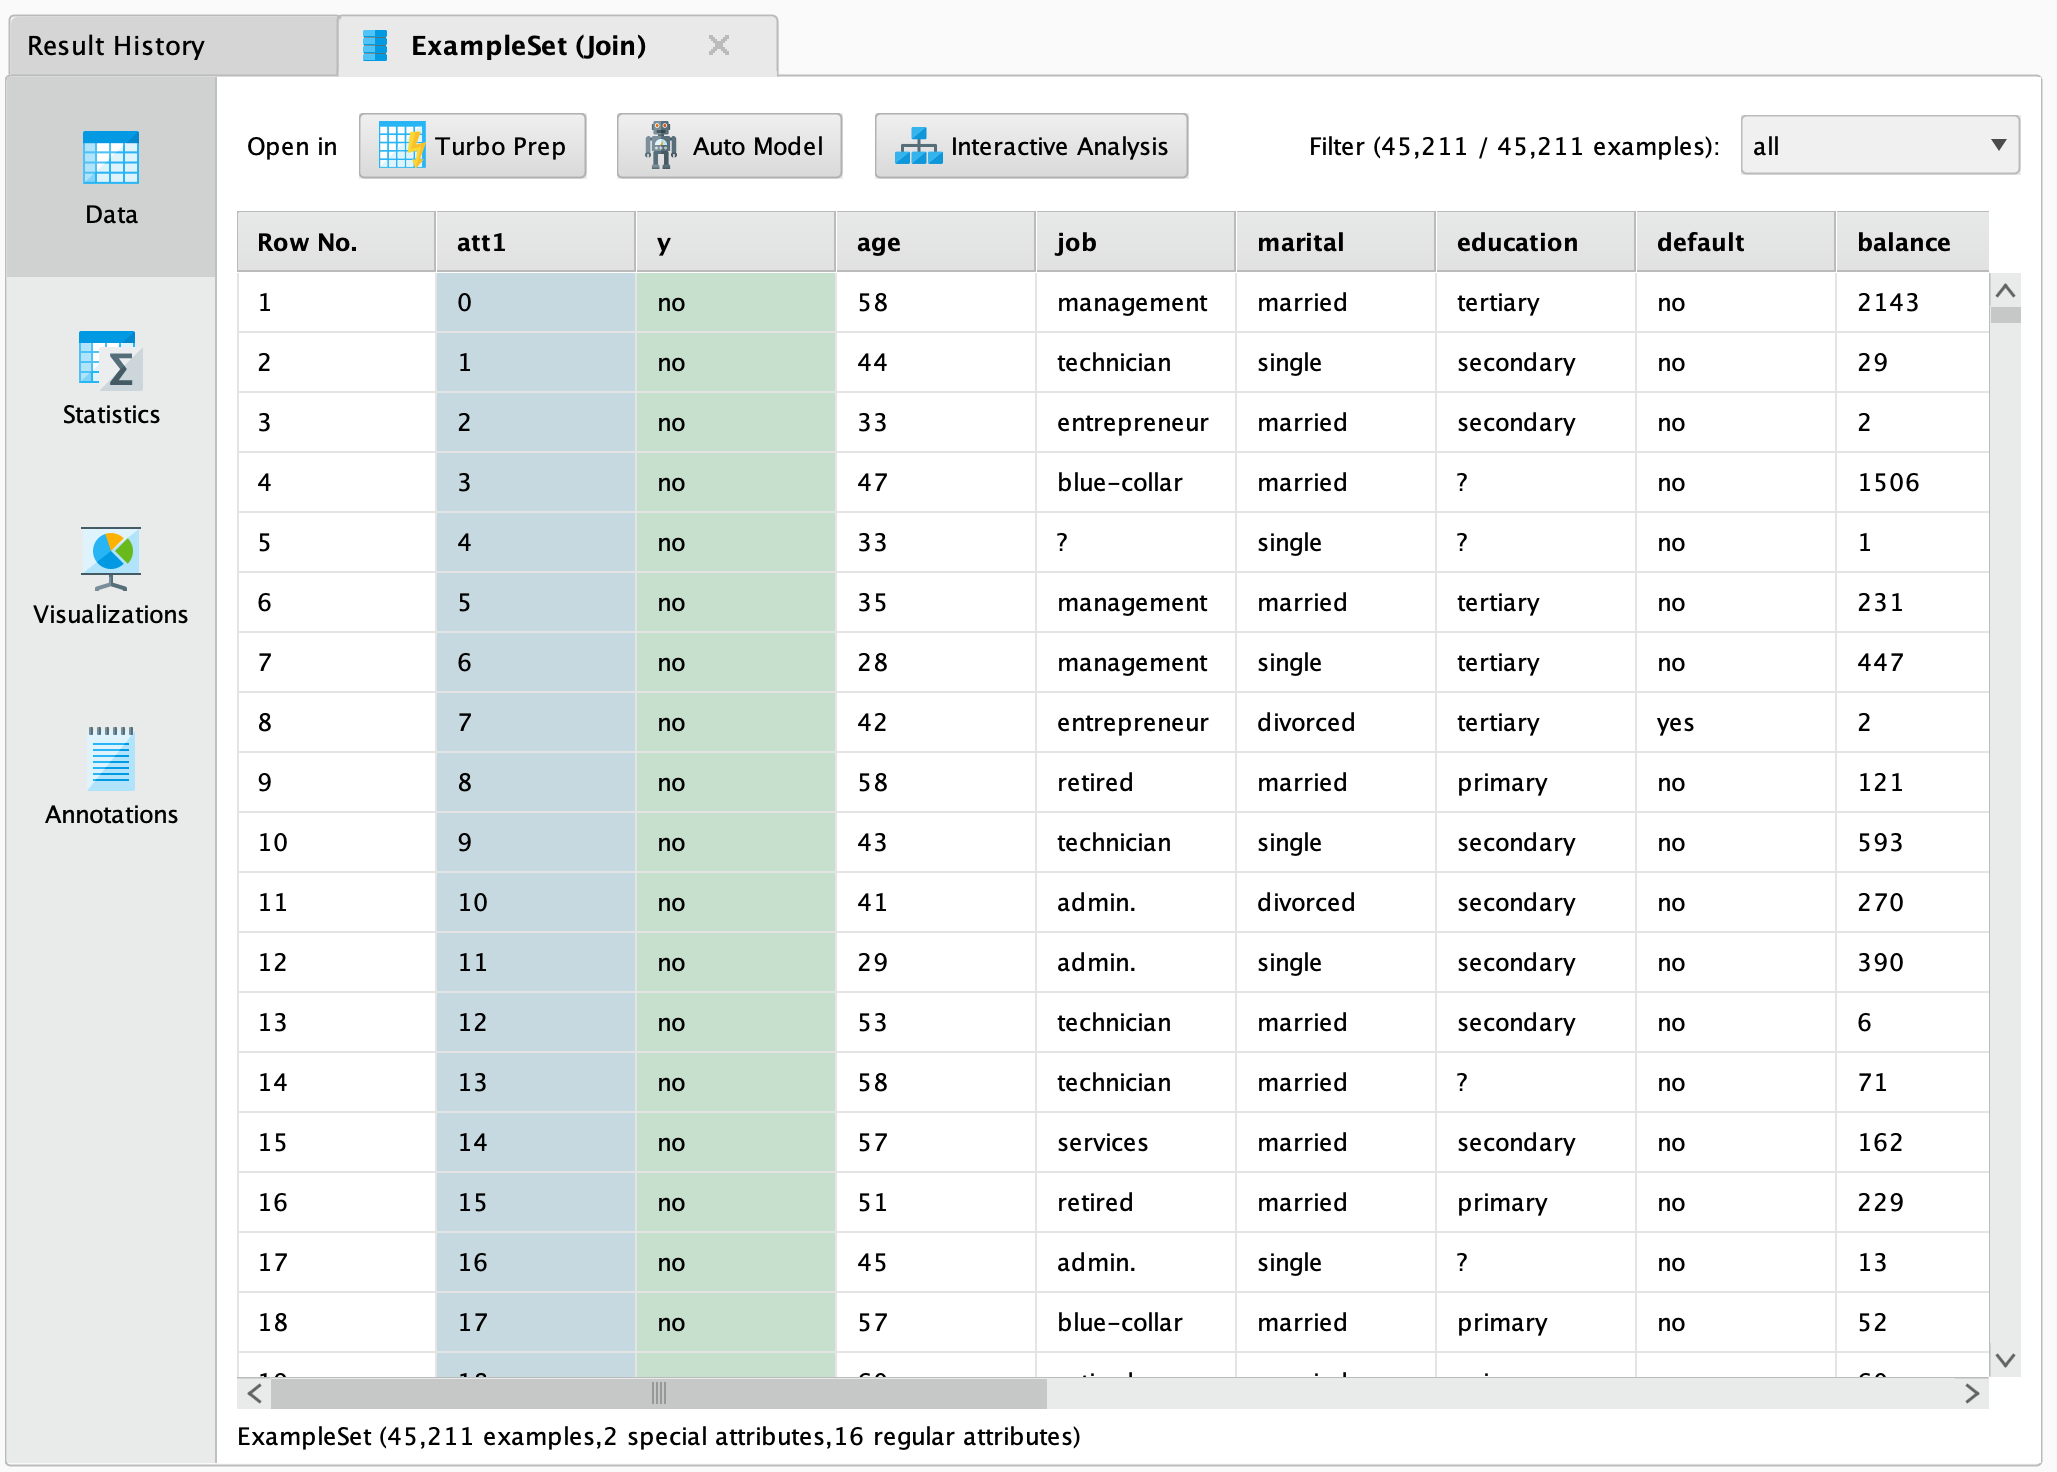 Result History
ExampleSet (Join)
Open in Turbo Prep Auto Model Interactive Analysis Filter (45,211 / 45,211 examples): all
Data
Statistics
Visualizations
Annotations
Row No. att1 y age job marital education default balance
1 0 no 58 management married tertiary no 2143
2 1 no 44 technician single secondary no 29
3 2 no 33 entrepreneur married secondary no 2
4 3 no 47 blue-collar married ? no 1506
5 4 no 33 ? single ? no 1
6 5 no 35 management married tertiary no 231
7 6 no 28 management single tertiary no 447
8 7 no 42 entrepreneur divorced tertiary yes 2
9 8 no 58 retired married primary no 121
10 9 no 43 technician single secondary no 593
11 10 no 41 admin. divorced secondary no 270
12 11 no 29 admin. single secondary no 390
13 12 no 53 technician married secondary no 6
14 13 no 58 technician married ? no 71
15 14 no 57 services married secondary no 162
16 15 no 51 retired married primary no 229
17 16 no 45 admin. single ? no 13
18 17 no 57 blue-collar married primary no 52
ExampleSet (45,211 examples,2 special attributes,16 regular attributes)